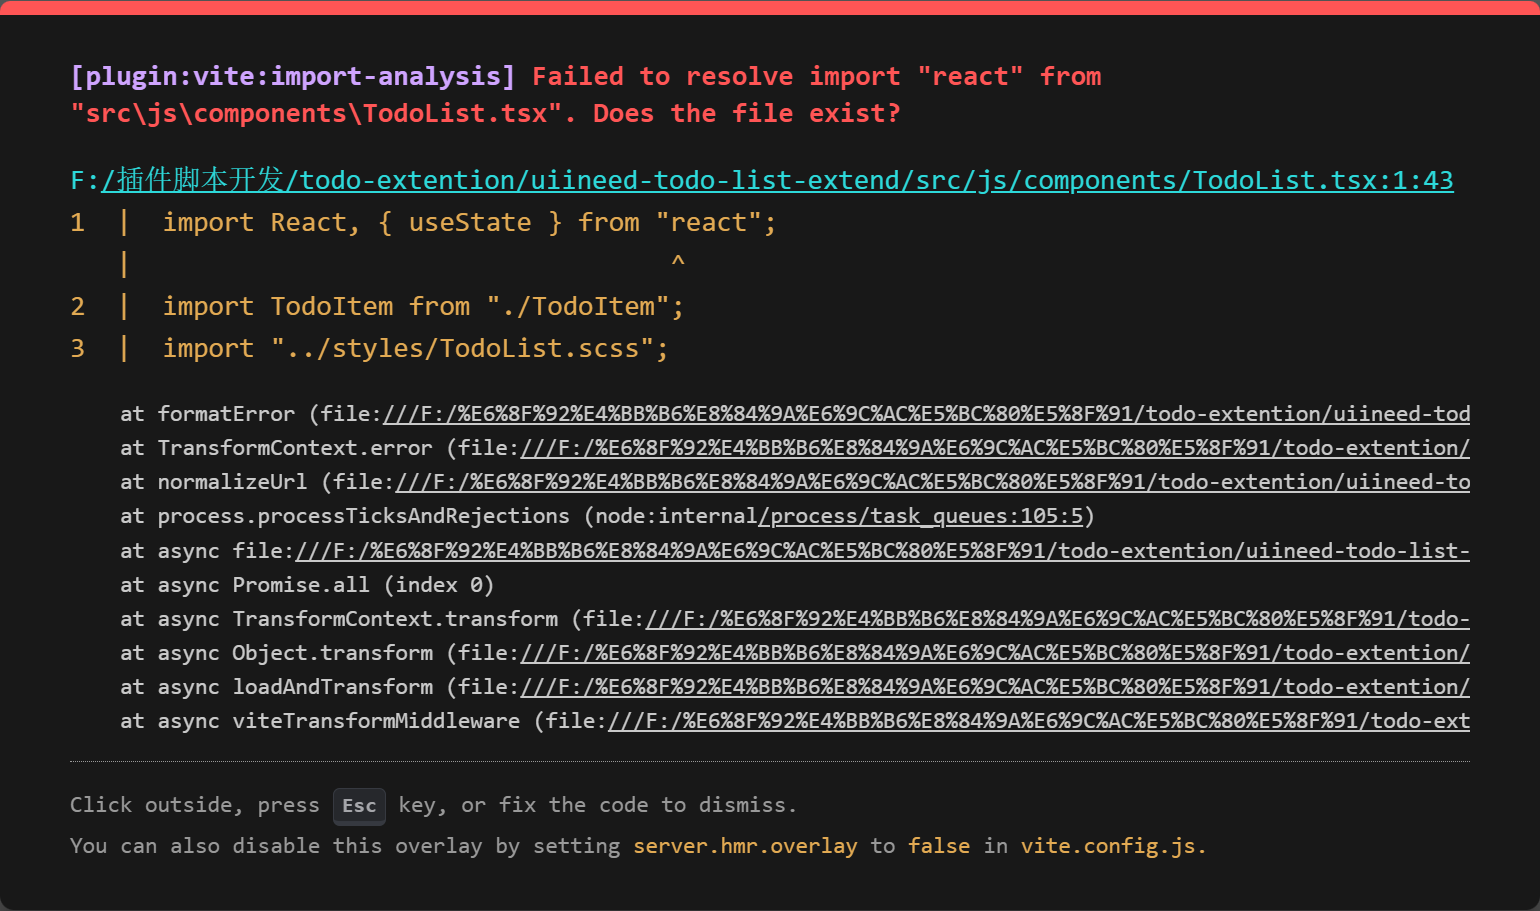 [plugin:vite:import-analysis] Failed to resolve import "react" from
"src\js\components\TodoList.tsx". Does the file exist?
F:/插件脚本开发/todo-extention/uiineed-todo-list-extend/src/js/components/TodoList.tsx:1:43
1  |  import React, { useState } from "react";
   |                                   ^
2  |  import TodoItem from "./TodoItem";
3  |  import "../styles/TodoList.scss";
at formatError (file:///F:/%E6%8F%92%E4%BB%B6%E8%84%9A%E6%9C%AC%E5%BC%80%E5%8F%91/todo-extention/uiineed-tod
at TransformContext.error (file:///F:/%E6%8F%92%E4%BB%B6%E8%84%9A%E6%9C%AC%E5%BC%80%E5%8F%91/todo-extention/
at normalizeUrl (file:///F:/%E6%8F%92%E4%BB%B6%E8%84%9A%E6%9C%AC%E5%BC%80%E5%8F%91/todo-extention/uiineed-to
at process.processTicksAndRejections (node:internal/process/task_queues:105:5)
at async file:///F:/%E6%8F%92%E4%BB%B6%E8%84%9A%E6%9C%AC%E5%BC%80%E5%8F%91/todo-extention/uiineed-todo-list-
at async Promise.all (index 0)
at async TransformContext.transform (file:///F:/%E6%8F%92%E4%BB%B6%E8%84%9A%E6%9C%AC%E5%BC%80%E5%8F%91/todo-
at async Object.transform (file:///F:/%E6%8F%92%E4%BB%B6%E8%84%9A%E6%9C%AC%E5%BC%80%E5%8F%91/todo-extention/
at async loadAndTransform (file:///F:/%E6%8F%92%E4%BB%B6%E8%84%9A%E6%9C%AC%E5%BC%80%E5%8F%91/todo-extention/
at async viteTransformMiddleware (file:///F:/%E6%8F%92%E4%BB%B6%E8%84%9A%E6%9C%AC%E5%BC%80%E5%8F%91/todo-ext
Click outside, press Esc key, or fix the code to dismiss.
You can also disable this overlay by setting server.hmr.overlay to false in vite.config.js.